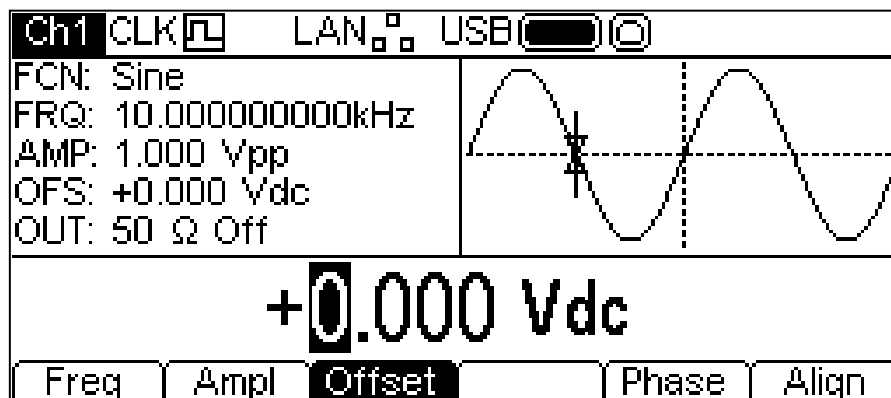 Ch1 CLK LAN USB
FCN: Sine
FRQ: 10.000000000kHz
AMP: 1.000 Vpp
OFS: +0.000 Vdc
OUT: 50 Ω Off
+0.000 Vdc
Freq Ampl Offset Phase Align